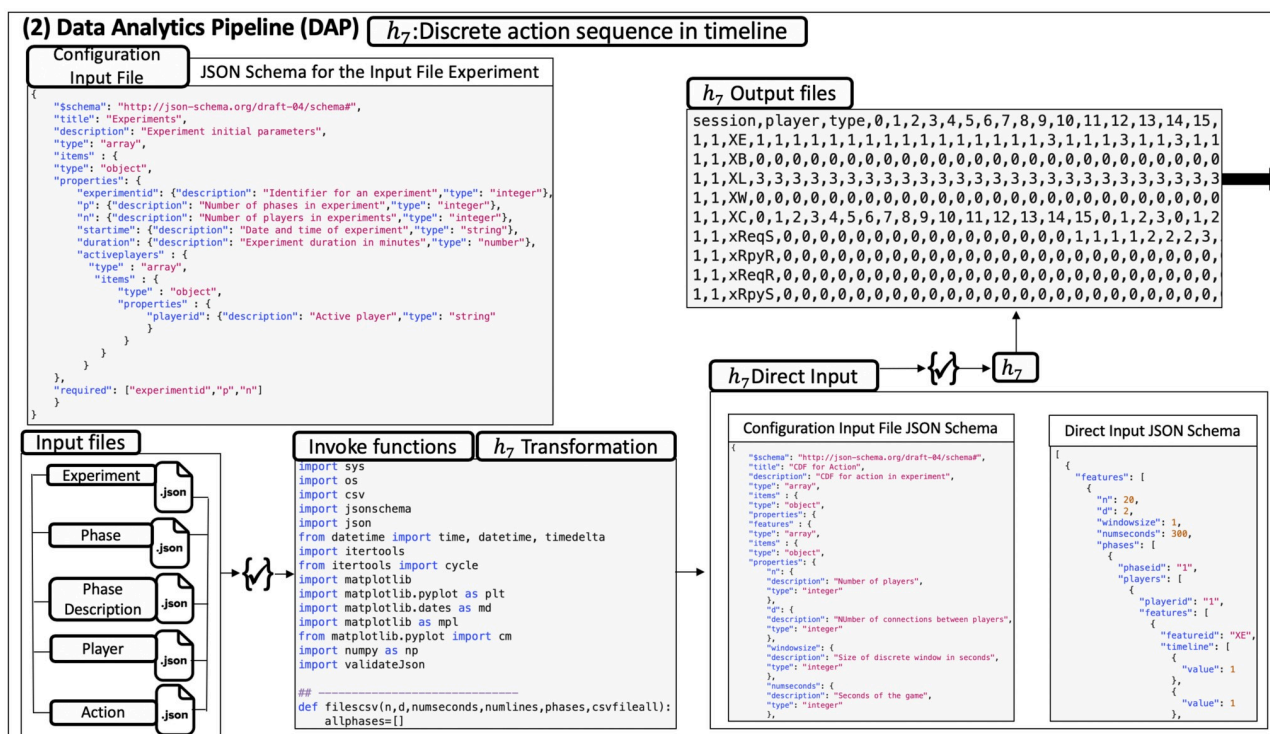 (2) Data Analytics Pipeline (DAP)
h7:Discrete action sequence in timeline
Configuration
Input File
JSON Schema for the Input File Experiment
{
"$schema": "http://json-schema.org/draft-04/schema#",
"title": "Experiments",
"description": "Experiment initial parameters",
"type": "array",
"items" : {
"type": "object",
"properties": {
"experimentid": {"description": "Identifier for an experiment","type": "integer"},
"p": {"description": "Number of phases in experiment","type": "integer"},
"n": {"description": "Number of players in experiments","type": "integer"},
"startime": {"description": "Date and time of experiment","type": "string"},
"duration": {"description": "Experiment duration in minutes","type": "number"},
"activeplayers" : {
"type" : "array",
"items" : {
"type" : "object",
"properties" : {
"playerid": {"description": "Active player","type": "string"
}
}
}
}
},
"required": ["experimentid","p","n"]
}
}
h7 Output files
session,player,type,0,1,2,3,4,5,6,7,8,9,10,11,12,13,14,15,
1,1,XE,1,1,1,1,1,1,1,1,1,1,1,1,1,1,1,1,3,1,1,1,3,1,1,3,1,1
1,1,XB,0,0,0,0,0,0,0,0,0,0,0,0,0,0,0,0,0,0,0,0,0,0,0,0,0,0
1,1,XL,3,3,3,3,3,3,3,3,3,3,3,3,3,3,3,3,3,3,3,3,3,3,3,3,3,3
1,1,XW,0,0,0,0,0,0,0,0,0,0,0,0,0,0,0,0,0,0,0,0,0,0,0,0,0,0
1,1,XC,0,1,2,3,4,5,6,7,8,9,10,11,12,13,14,15,0,1,2,3,0,1,2
1,1,xReqS,0,0,0,0,0,0,0,0,0,0,0,0,0,0,0,0,1,1,1,1,2,2,2,3,
1,1,xRpyR,0,0,0,0,0,0,0,0,0,0,0,0,0,0,0,0,0,0,0,0,0,0,0,0,
1,1,xReqR,0,0,0,0,0,0,0,0,0,0,0,0,0,0,0,0,0,0,0,0,0,0,0,0,
1,1,xRpyS,0,0,0,0,0,0,0,0,0,0,0,0,0,0,0,0,0,0,0,0,0,0,0,0,
h7 Direct Input
{✓}
h7
Input files
Experiment
.json
Phase
.json
Phase
Description
.json
Player
.json
Action
.json
{✓}
Invoke functions
h7 Transformation
import sys
import os
import csv
import jsonschema
import json
from datetime import time, datetime, timedelta
import itertools
from itertools import cycle
import matplotlib
import matplotlib.pyplot as plt
import matplotlib.dates as md
import matplotlib as mpl
from matplotlib.pyplot import cm
import numpy as np
import validateJson
## ------------------------------
def filescsv(n,d,numseconds,numlines,phases,csvfileall):
allphases=[]
Configuration Input File JSON Schema
{
"$schema": "http://json-schema.org/draft-04/schema#",
"title": "CDF for Action",
"description": "CDF for action in experiment",
"type": "array",
"items" : {
"type": "object",
"properties": {
"features" : {
"type": "array",
"items" : {
"type": "object",
"properties": {
"n": {
"description": "Number of players",
"type": "integer"
},
"d": {
"description": "NUmber of connections between players",
"type": "integer"
},
"windowsize": {
"description": "Size of discrete window in seconds",
"type": "integer"
},
"numseconds": {
"description": "Seconds of the game",
"type": "integer"
},
Direct Input JSON Schema
[
{
"features": [
{
"n": 20,
"d": 2,
"windowsize": 1,
"numseconds": 300,
"phases": [
{
"phaseid": "1",
"players": [
{
"playerid": "1",
"features": [
{
"featureid": "XE",
"timeline": [
{
"value": 1
},
{
"value": 1
},